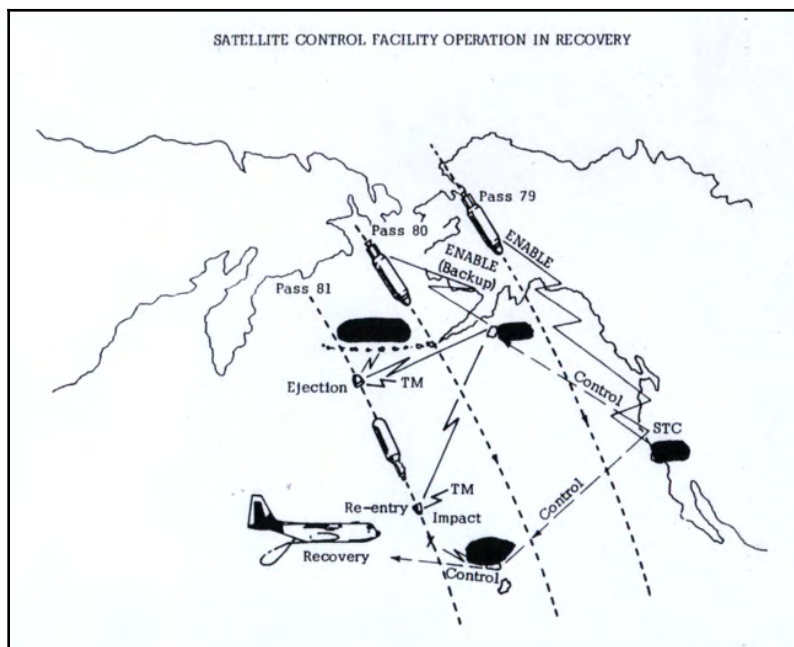 SATELLITE CONTROL FACILITY OPERATION IN RECOVERY
Pass 79
Pass 80
ENABLE
ENABLE
(Backup)
Pass 81
Ejection
TM
Control
STC
TM
Re-entry
Impact
Control
Recovery
Control